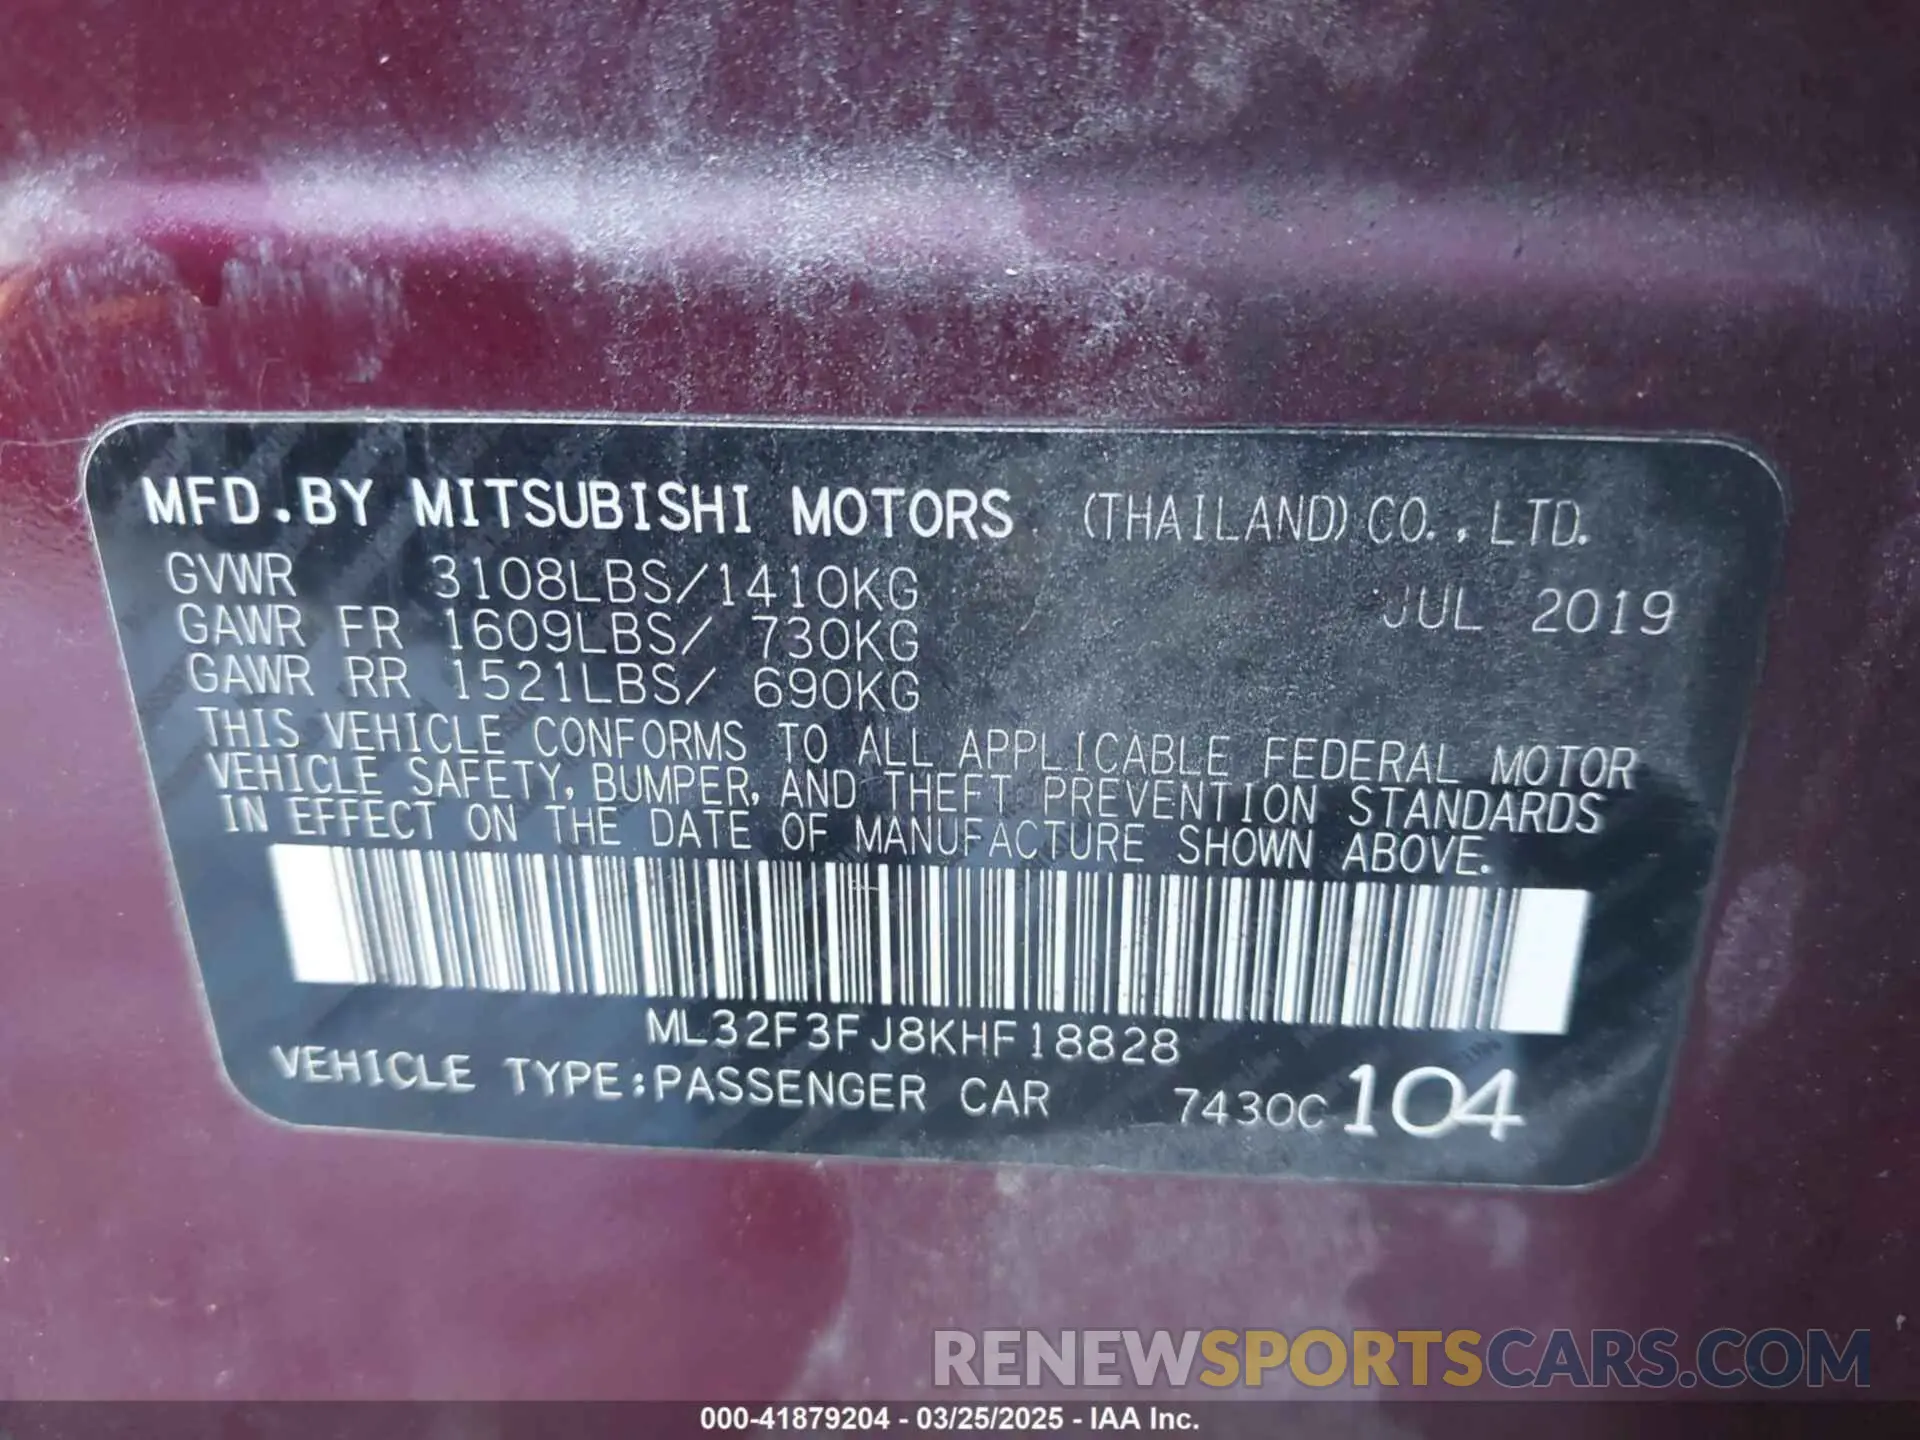 MFD.BY MITSUBISHI MOTORS (THAILAND)CO.,LTD.
GVWR 3108LBS/1410KG JUL 2019
GAWR FR 1609LBS/ 730KG
GAWR RR 1521LBS/ 690KG
THIS VEHICLE CONFORMS TO ALL APPLICABLE FEDERAL MOTOR
VEHICLE SAFETY, BUMPER, AND THEFT PREVENTION STANDARDS
IN EFFECT ON THE DATE OF MANUFACTURE SHOWN ABOVE.
ML32F3FJ8KHF18828
VEHICLE TYPE:PASSENGER CAR 7430C 104
RENEWSPORTSCARS.COM
000-41879204 - 03/25/2025 - IAA Inc.